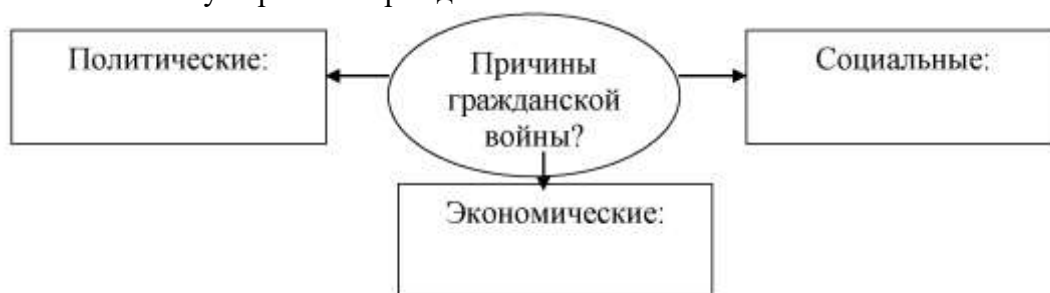 Политические:
Причины
гражданской
войны?
Социальные:
Экономические: